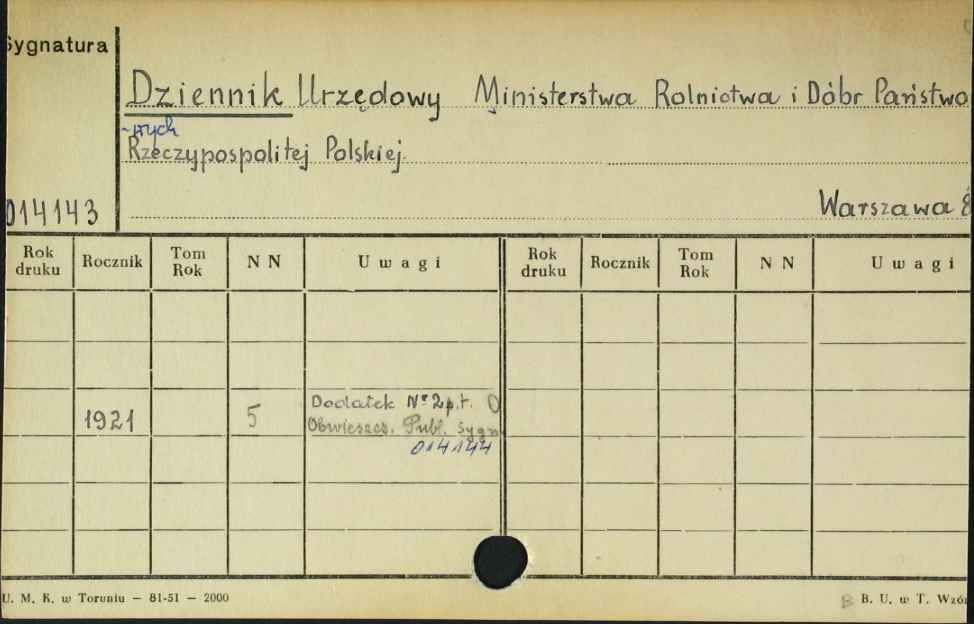 Sygnatura
Dziennik Urzędowy Ministerstwa Rolnictwa i Dóbr Państwo
-wych
Rzeczypospolitej Polskiej.
014143
Warszawa
Rok druku Rocznik Tom Rok N N Uwagi Rok druku Rocznik Tom Rok N N Uwagi
1921 5 Dodatek Nº 2 p.t. O
Obwieszcz. Publ. sygn
014144
U. M. K. w Toruniu — 81-51 — 2000
B. U. w T. Wzór